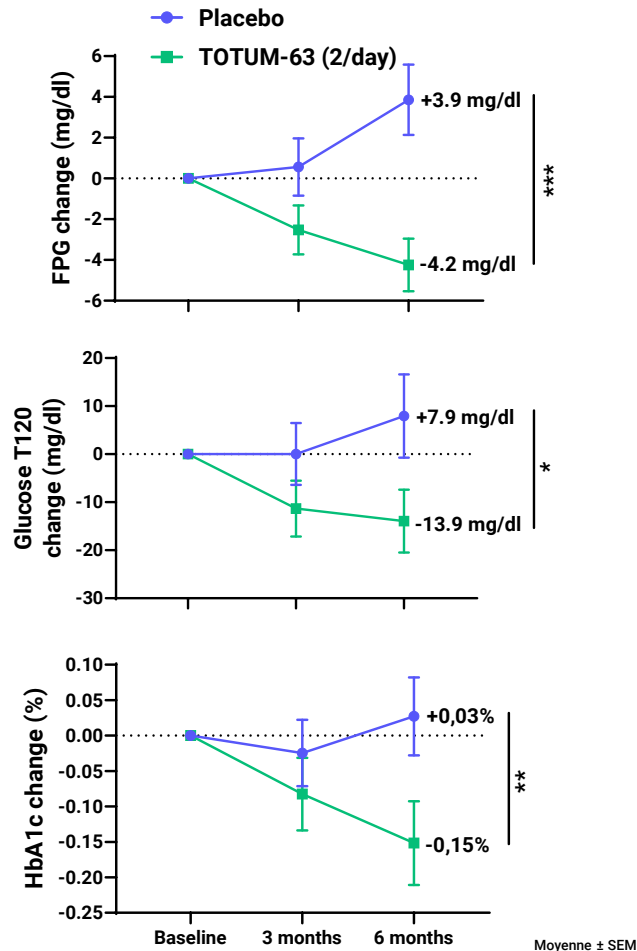 Placebo
TOTUM-63 (2/day)
FPG change (mg/dl)
6
4
2
0
-2
-4
-6
+3.9 mg/dl
-4.2 mg/dl
***
Glucose T120
change (mg/dl)
20
10
0
-10
-20
-30
+7.9 mg/dl
-13.9 mg/dl
*
HbA1c change (%)
0.10
0.05
0.00
-0.05
-0.10
-0.15
-0.20
-0.25
+0,03%
-0,15%
**
Baseline 3 months 6 months
Moyenne ± SEM